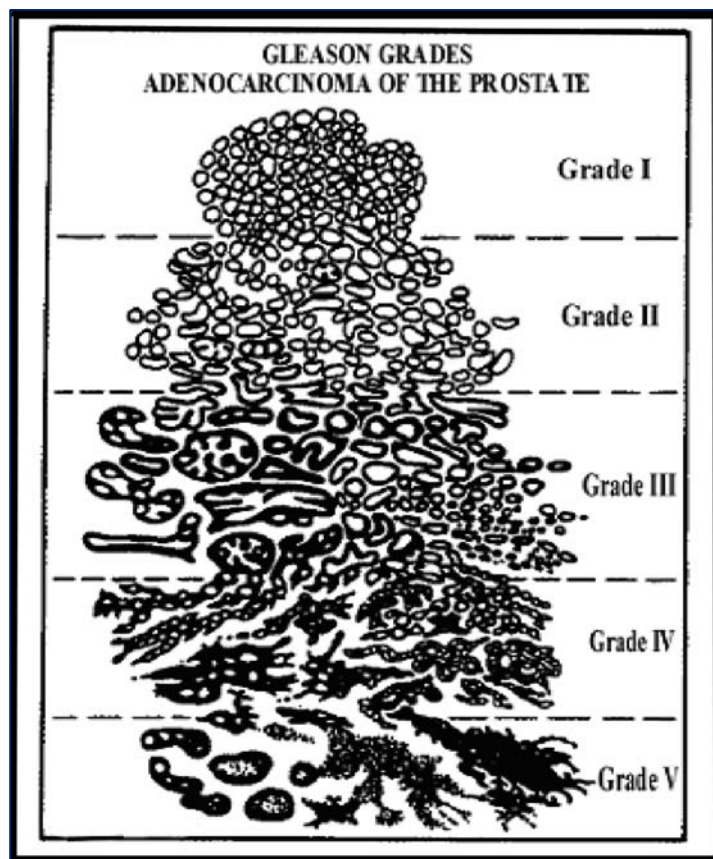 GLEASON GRADES
ADENOCARCINOMA OF THE PROSTATE
Grade I
Grade II
Grade III
Grade IV
Grade V